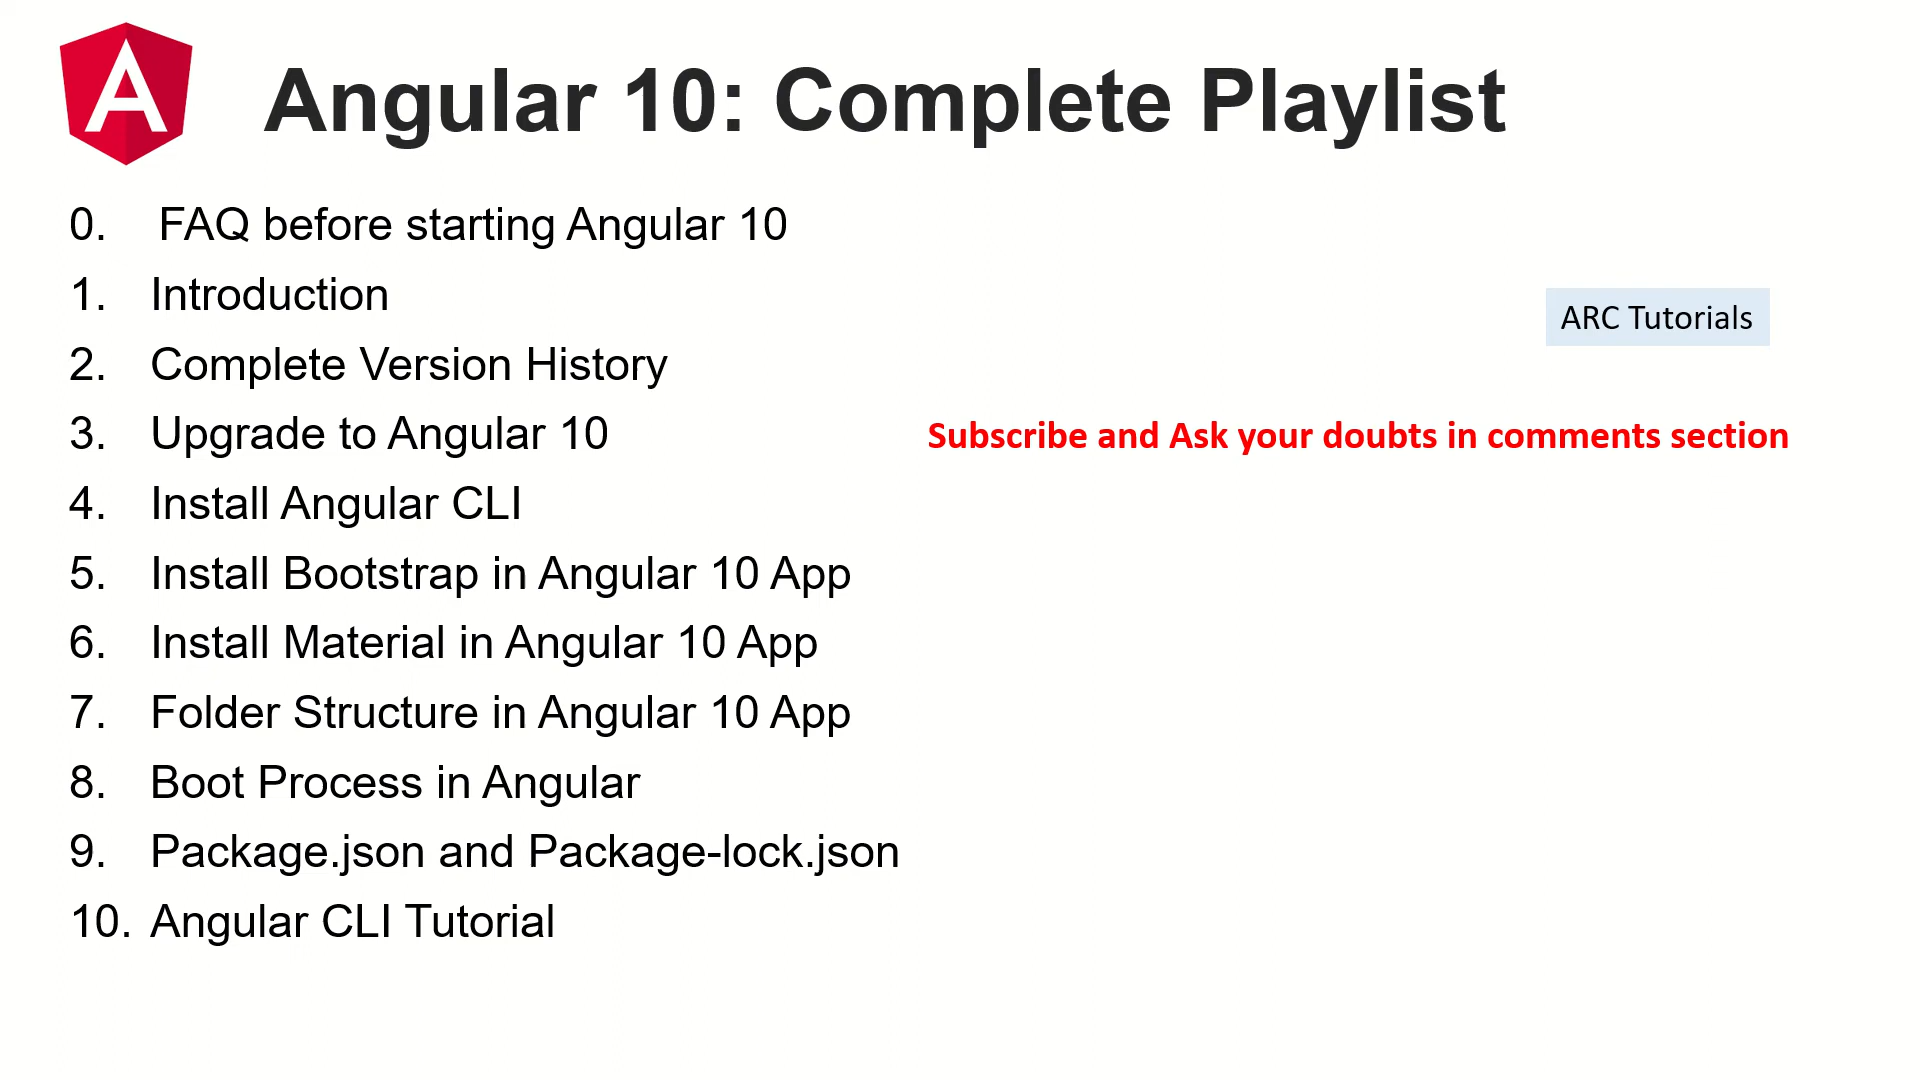 Angular 10: Complete Playlist
0. FAQ before starting Angular 10
1. Introduction
2. Complete Version History
3. Upgrade to Angular 10
4. Install Angular CLI
5. Install Bootstrap in Angular 10 App
6. Install Material in Angular 10 App
7. Folder Structure in Angular 10 App
8. Boot Process in Angular
9. Package.json and Package-lock.json
10. Angular CLI Tutorial
ARC Tutorials
Subscribe and Ask your doubts in comments section